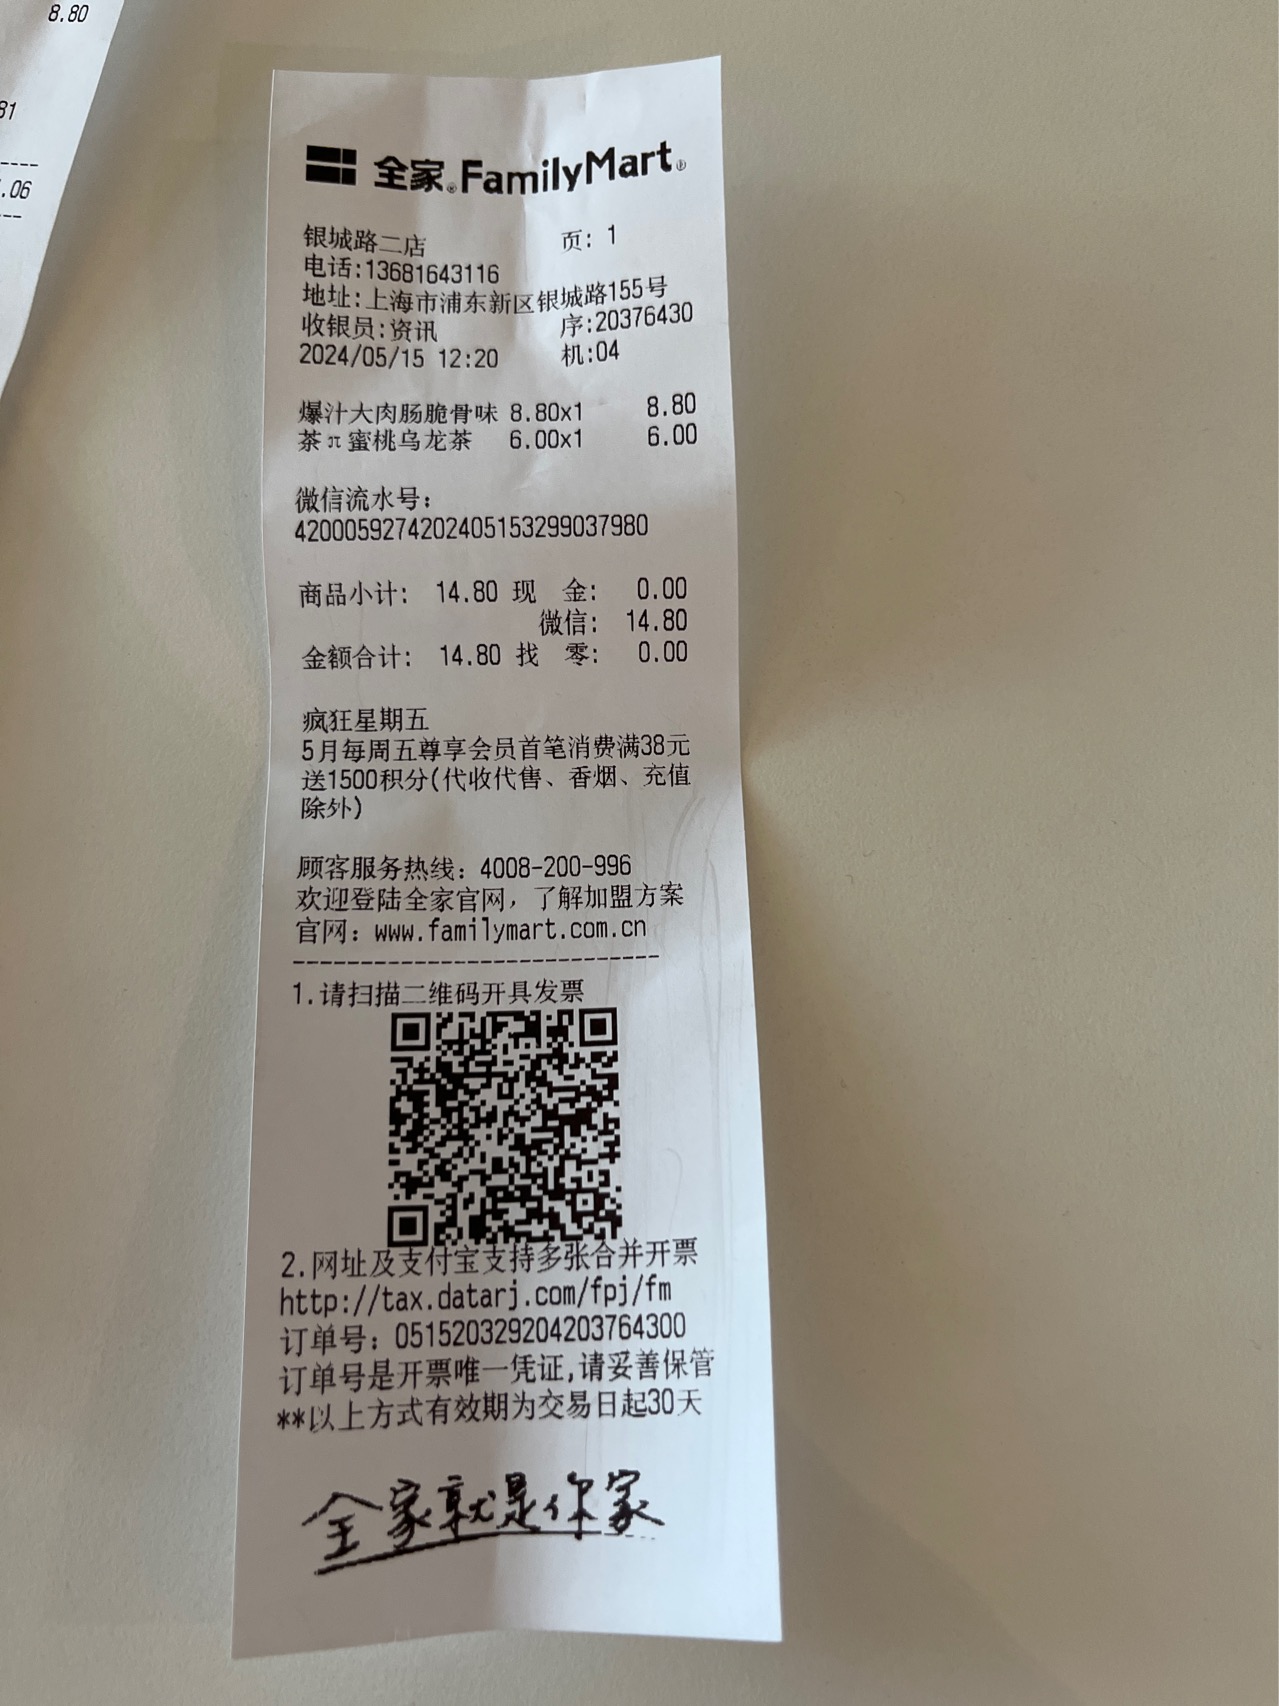 8.80
81
.06
全家 FamilyMart
银城路二店 页: 1
电话:13681643116
地址:上海市浦东新区银城路155号
收银员:资讯 序:20376430
2024/05/15 12:20 机:04
爆汁大肉肠脆骨味 8.80x1 8.80
茶π蜜桃乌龙茶 6.00x1 6.00
微信流水号:
4200059274202405153299037980
商品小计: 14.80 现 金: 0.00
微信: 14.80
金额合计: 14.80 找 零: 0.00
疯狂星期五
5月每周五尊享会员首笔消费满38元
送1500积分(代收代售、香烟、充值
除外)
顾客服务热线: 4008-200-996
欢迎登陆全家官网, 了解加盟方案
官网: www.familymart.com.cn
1.请扫描二维码开具发票
2.网址及支付宝支持多张合并开票
http://tax.datarj.com/fpj/fm
订单号: 051520329204203764300
订单号是开票唯一凭证,请妥善保管
**以上方式有效期为交易日起30天
全家就是你家